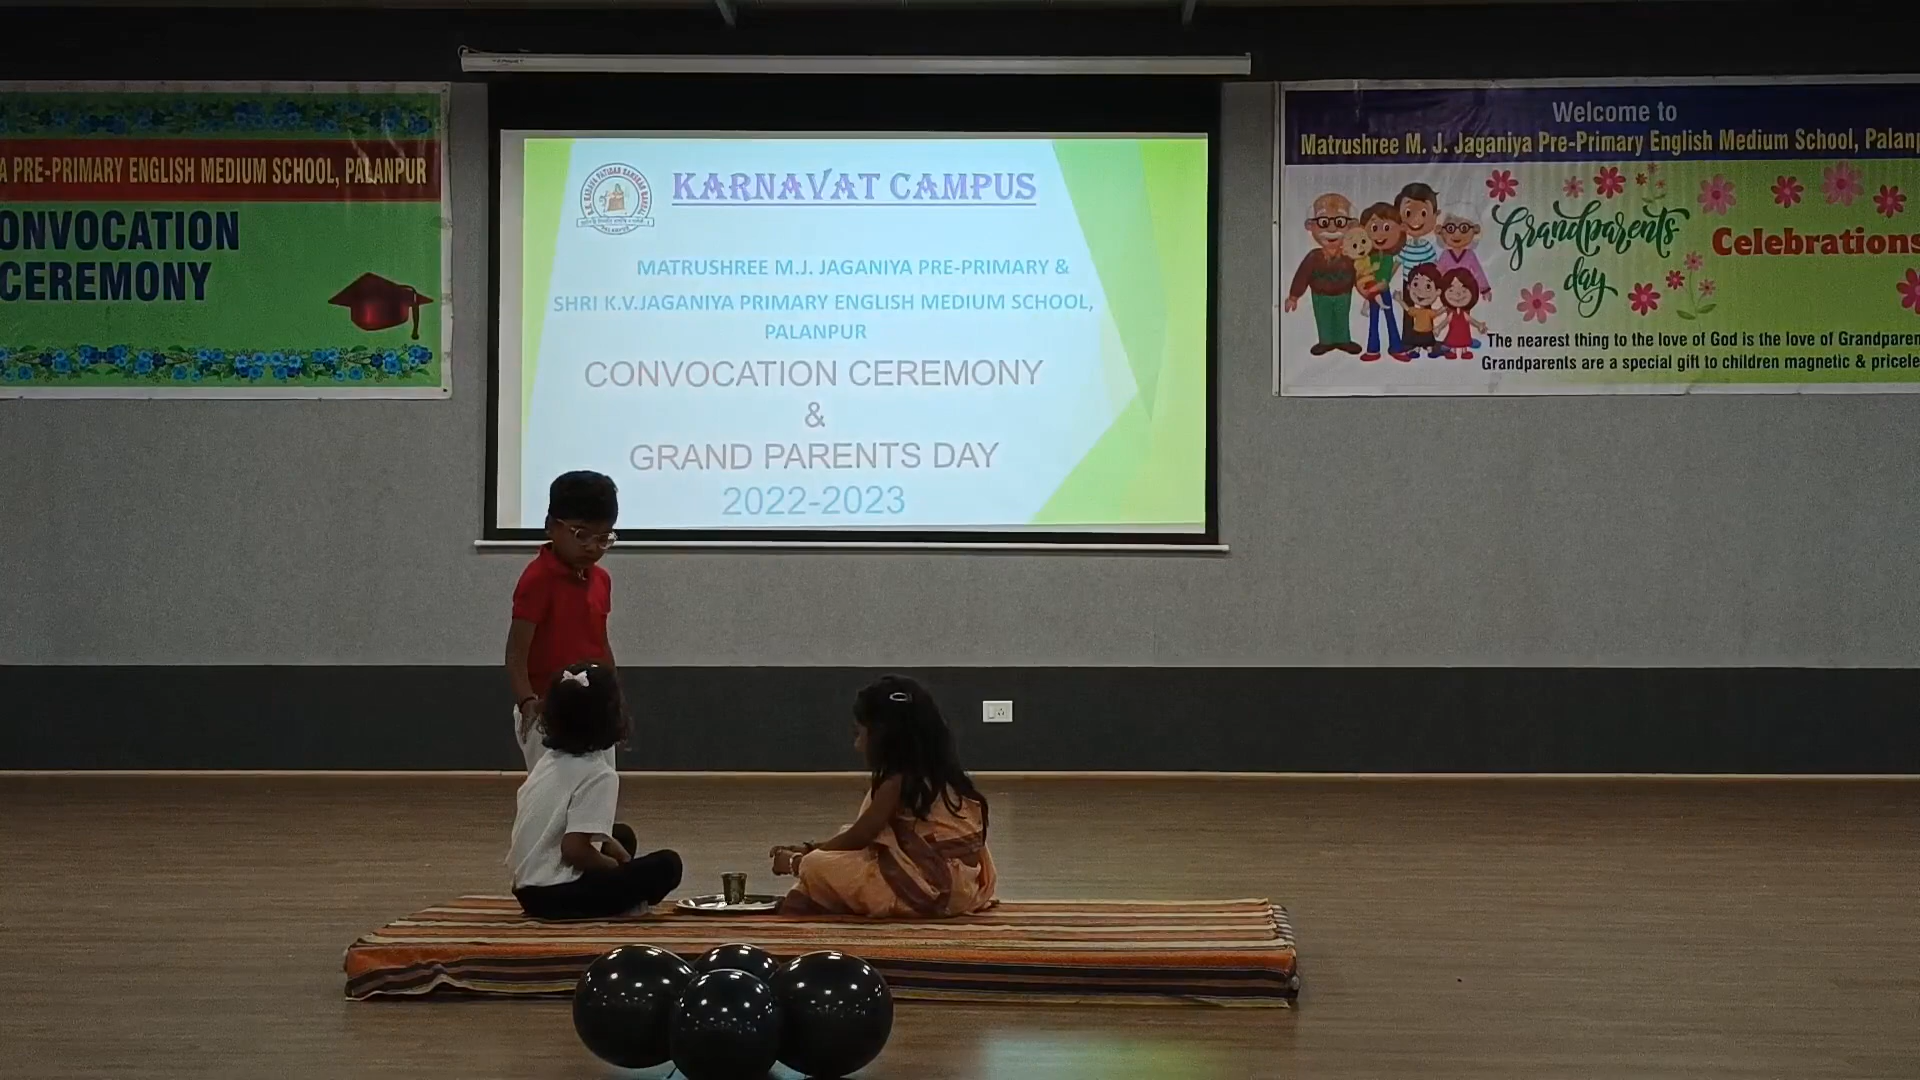 A PRE-PRIMARY ENGLISH MEDIUM SCHOOL, PALANPUR
ONVOCATION
CEREMONY
KARNAVAT CAMPUS
MATRUSHREE M.J. JAGANIYA PRE-PRIMARY &
SHRI K.V.JAGANIYA PRIMARY ENGLISH MEDIUM SCHOOL,
PALANPUR
CONVOCATION CEREMONY
&
GRAND PARENTS DAY
2022-2023
Welcome to
Matrushree M. J. Jaganiya Pre-Primary English Medium School, Palanp
Grandparents
day
Celebrations
The nearest thing to the love of God is the love of Grandparen
Grandparents are a special gift to children magnetic & pricele